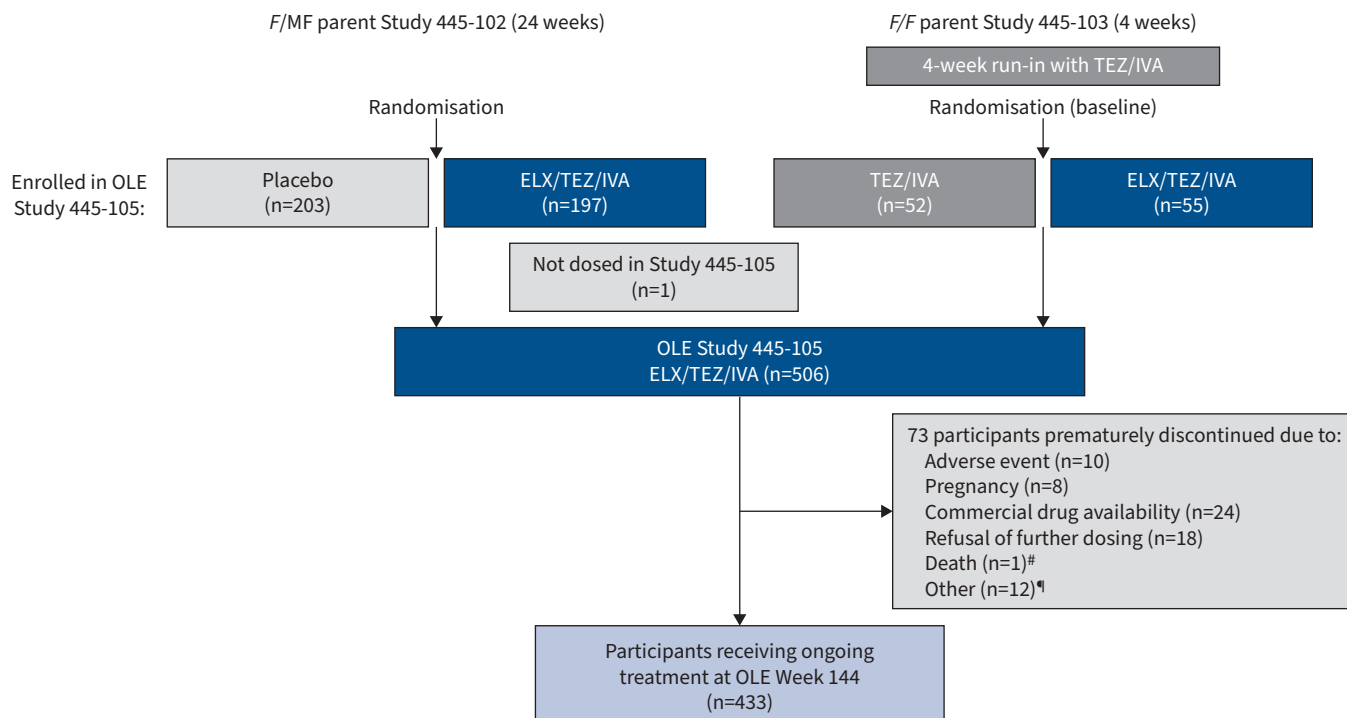 F/MF parent Study 445-102 (24 weeks)
F/F parent Study 445-103 (4 weeks)
4-week run-in with TEZ/IVA
Randomisation
Randomisation (baseline)
Enrolled in OLE
Study 445-105:
Placebo
(n=203)
ELX/TEZ/IVA
(n=197)
TEZ/IVA
(n=52)
ELX/TEZ/IVA
(n=55)
Not dosed in Study 445-105
(n=1)
OLE Study 445-105
ELX/TEZ/IVA (n=506)
73 participants prematurely discontinued due to:
Adverse event (n=10)
Pregnancy (n=8)
Commercial drug availability (n=24)
Refusal of further dosing (n=18)
Death (n=1)#
Other (n=12)¶
Participants receiving ongoing
treatment at OLE Week 144
(n=433)